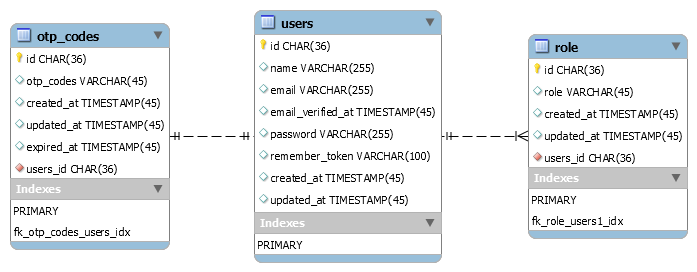 otp_codes
id CHAR(36)
otp_codes VARCHAR(45)
created_at TIMESTAMP(45)
updated_at TIMESTAMP(45)
expired_at TIMESTAMP(45)
users_id CHAR(36)
Indexes
PRIMARY
fk_otp_codes_users_idx
users
id CHAR(36)
name VARCHAR(255)
email VARCHAR(255)
email_verified_at TIMESTAMP(45)
password VARCHAR(255)
remember_token VARCHAR(100)
created_at TIMESTAMP(45)
updated_at TIMESTAMP(45)
Indexes
PRIMARY
role
id CHAR(36)
role VARCHAR(45)
created_at TIMESTAMP(45)
updated_at TIMESTAMP(45)
users_id CHAR(36)
Indexes
PRIMARY
fk_role_users1_idx